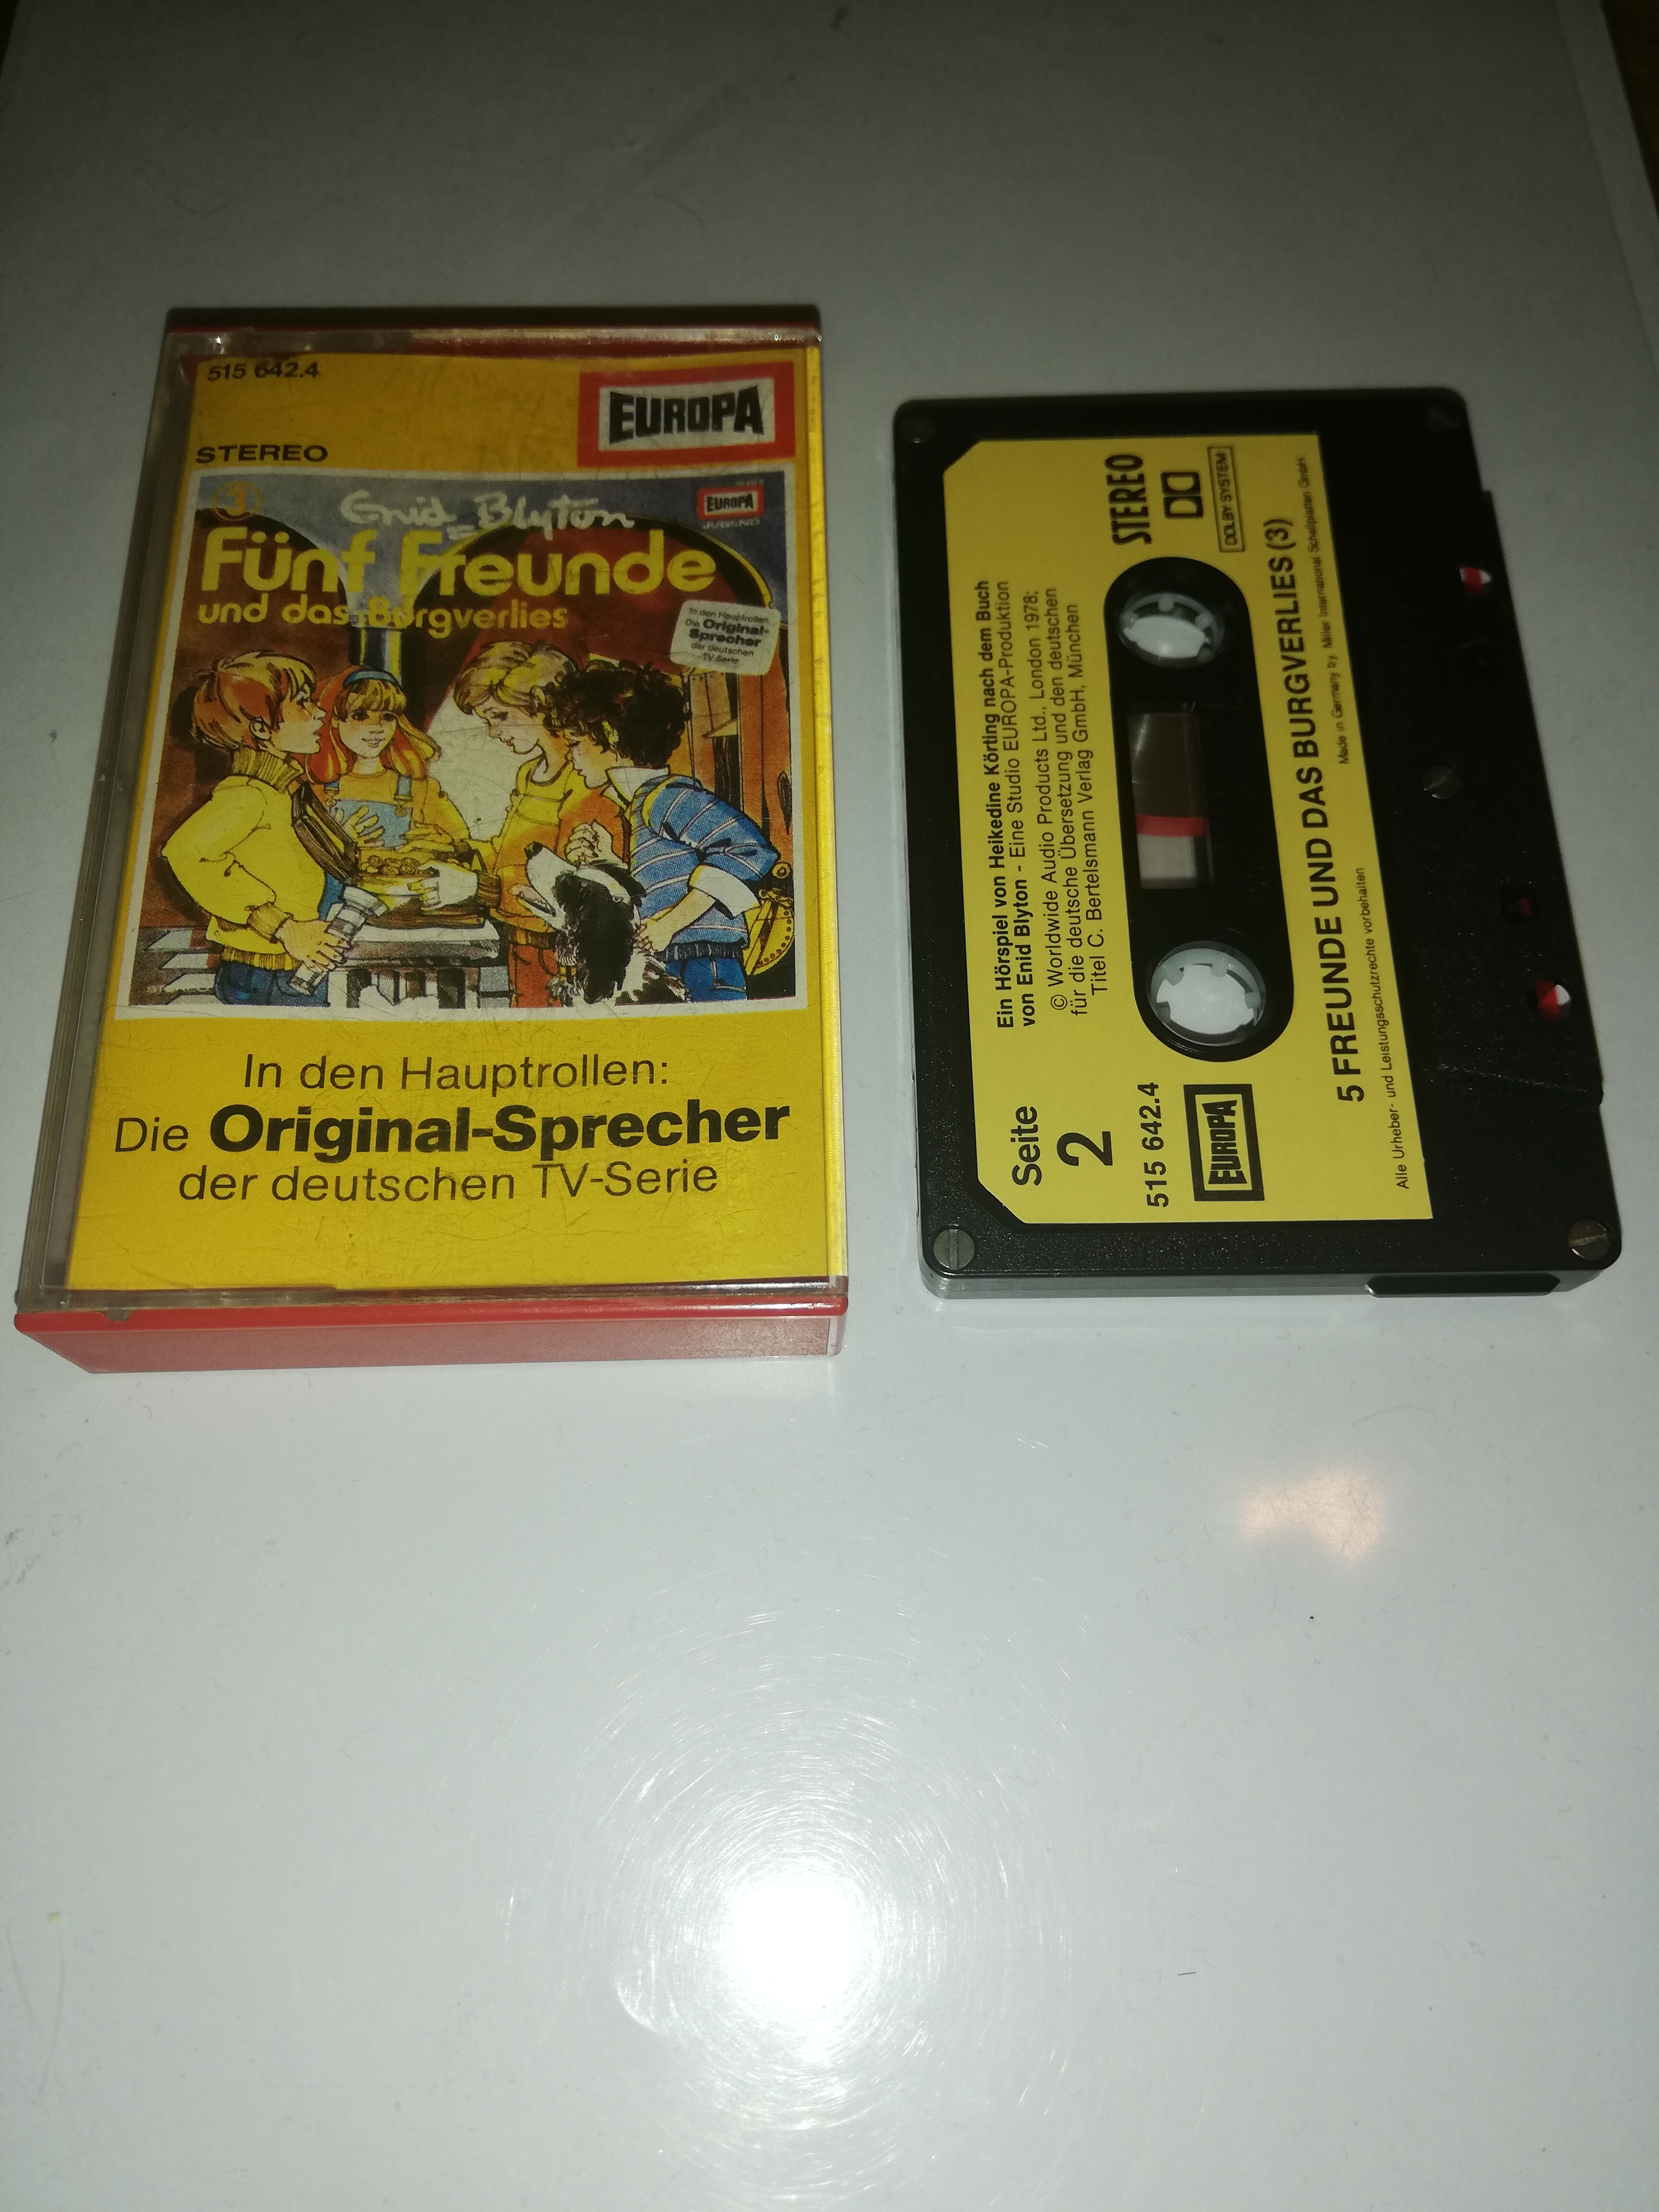 515 642.4
EUROPA
STEREO
3
Enid Blyton
EUROPA
JUGEND
Fünf Freunde
und das Burgverlies
In den Hauptrollen:
Die Original-
Sprecher
der deutschen
TV-Serie
In den Hauptrollen:
Die Original-Sprecher
der deutschen TV-Serie
Ein Hörspiel von Heikedine Körting nach dem Buch
von Enid Blyton - Eine Studio EUROPA-Produktion
© Worldwide Audio Products Ltd., London 1978;
für die deutsche Übersetzung und den deutschen
Titel C. Bertelsmann Verlag GmbH, München
Seite
2
STEREO
DOLBY SYSTEM
515 642.4
EUROPA
5 FREUNDE UND DAS BURGVERLIES (3)
Alle Urheber- und Leistungsschutzrechte vorbehalten
Made in Germany by Miller International Schallplatten GmbH